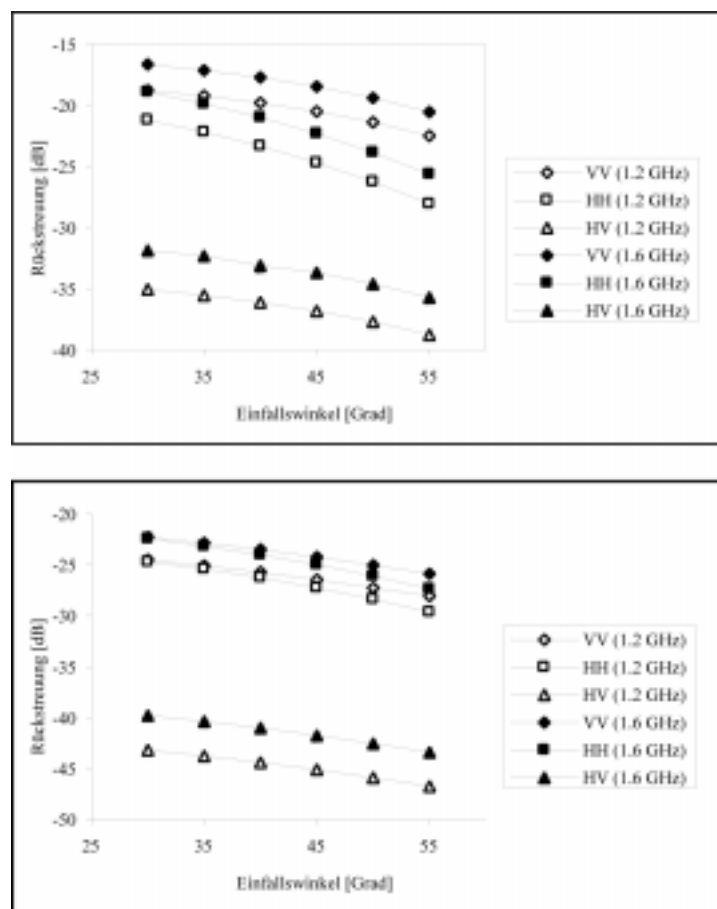 -15
-20
-25
-30
-35
-40
Rückstreuung [dB]
25
35
45
55
Einfallswinkel [Grad]
VV (1.2 GHz)
HH (1.2 GHz)
HV (1.2 GHz)
VV (1.6 GHz)
HH (1.6 GHz)
HV (1.6 GHz)
-20
-25
-30
-35
-40
-45
-50
Rückstreuung [dB]
25
35
45
55
Einfallswinkel [Grad]
VV (1.2 GHz)
HH (1.2 GHz)
HV (1.2 GHz)
VV (1.6 GHz)
HH (1.6 GHz)
HV (1.6 GHz)